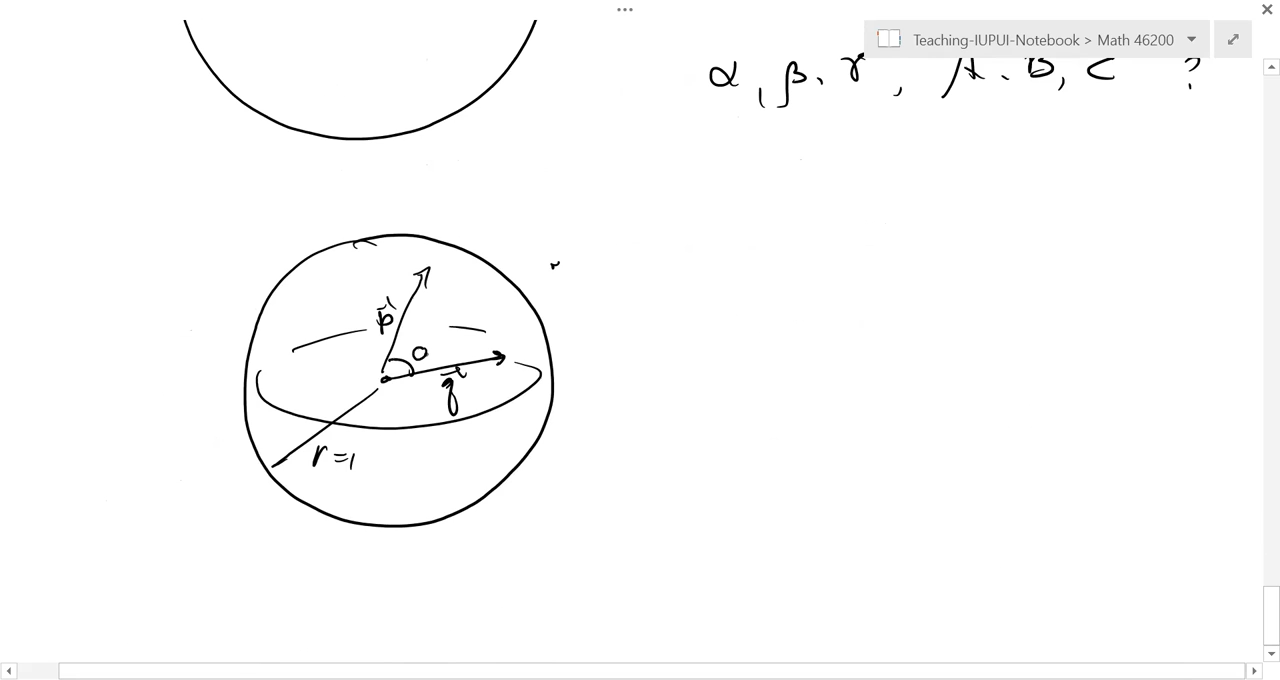 Teaching-IUPUI-Notebook > Math 46200
α, β, γ, A, B, C ?
p⃗
θ
q⃗
r=1